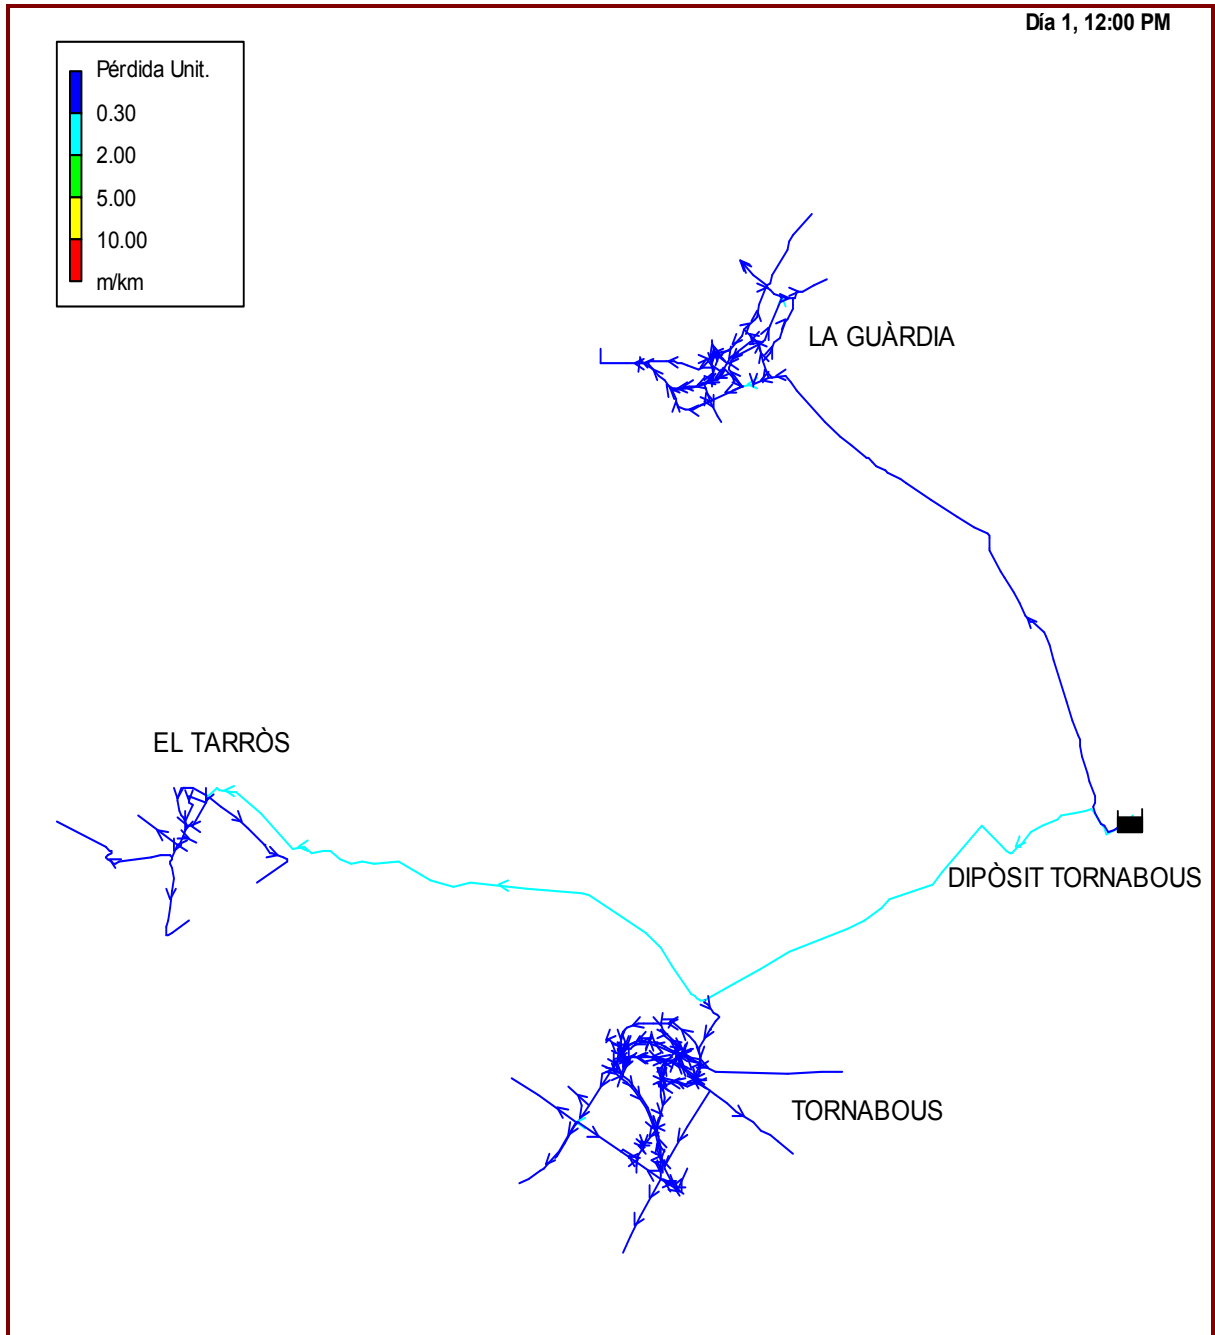 Día 1, 12:00 PM
Pérdida Unit.
0.30
2.00
5.00
10.00
m/km
LA GUÀRDIA
EL TARRÒS
DIPÒSIT TORNABOUS
TORNABOUS